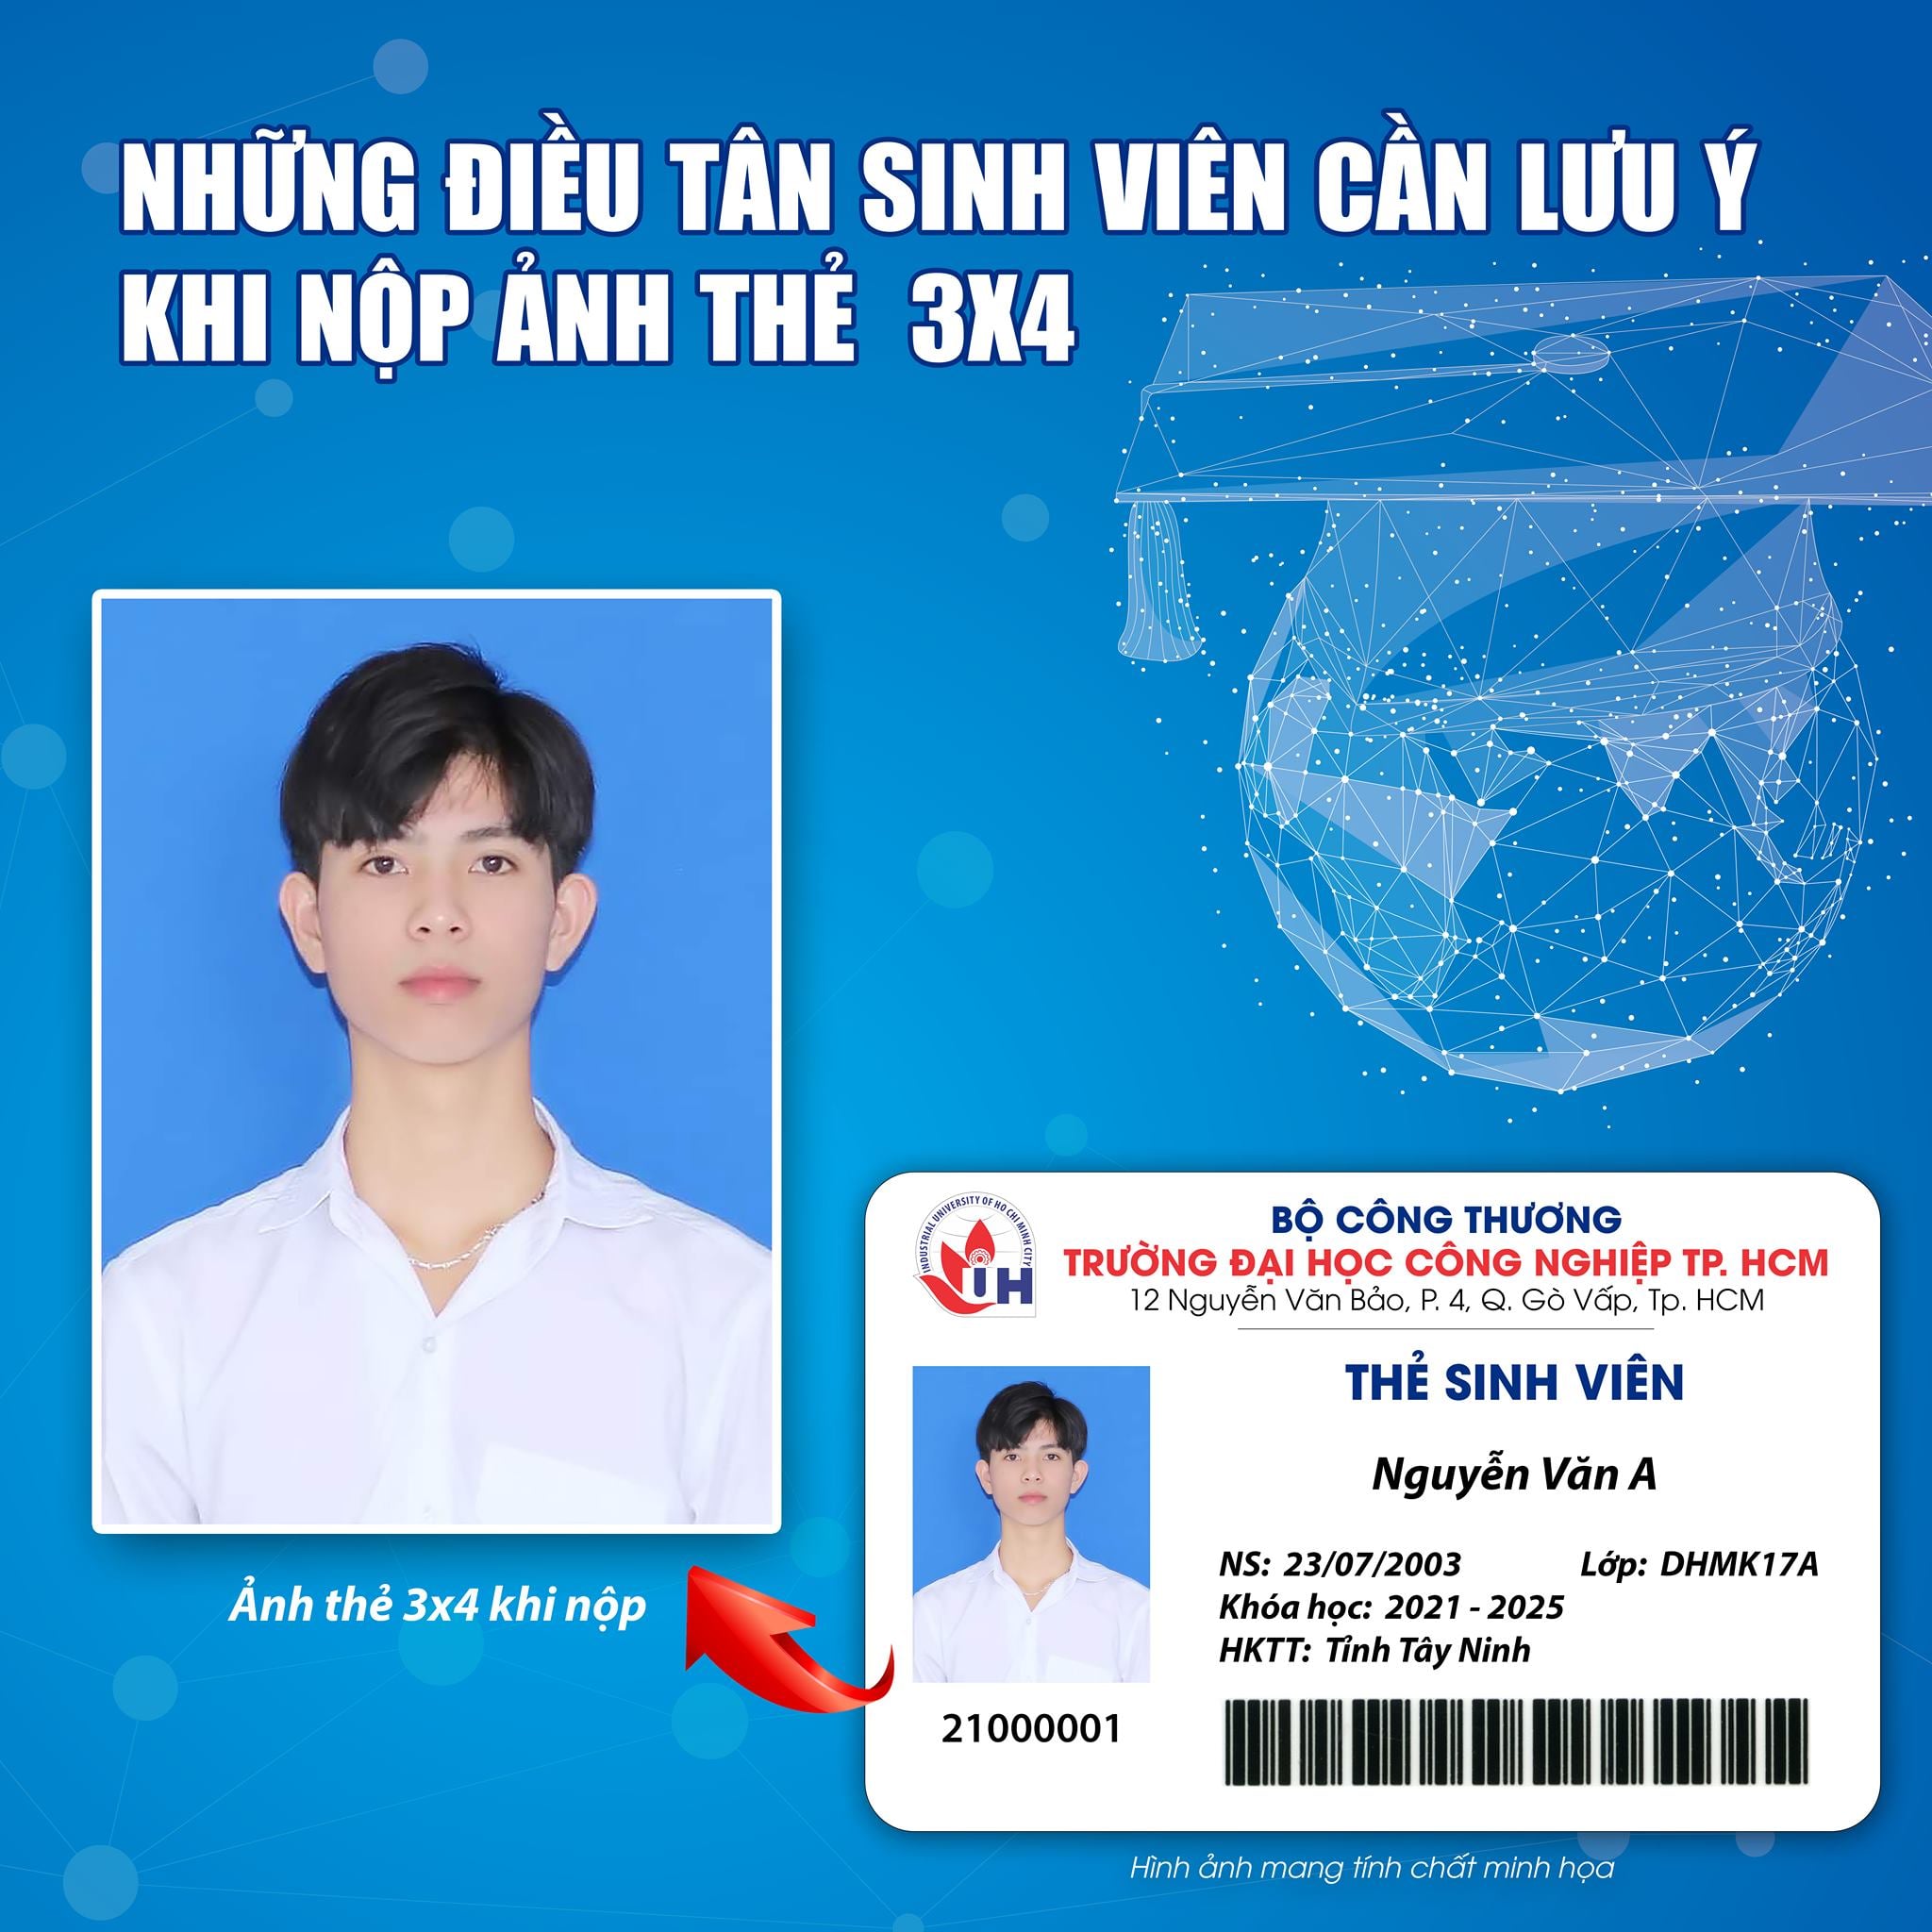 NHỮNG ĐIỀU TÂN SINH VIÊN CẦN LƯU Ý
KHI NỘP ẢNH THẺ 3X4
Ảnh thẻ 3x4 khi nộp
INDUSTRIAL UNIVERSITY OF HO CHI MINH CITY
IUH
BỘ CÔNG THƯƠNG
TRƯỜNG ĐẠI HỌC CÔNG NGHIỆP TP. HCM
12 Nguyễn Văn Bảo, P. 4, Q. Gò Vấp, Tp. HCM
THẺ SINH VIÊN
Nguyễn Văn A
NS: 23/07/2003 Lớp: DHMK17A
Khóa học: 2021 - 2025
HKTT: Tỉnh Tây Ninh
21000001
Hình ảnh mang tính chất minh họa